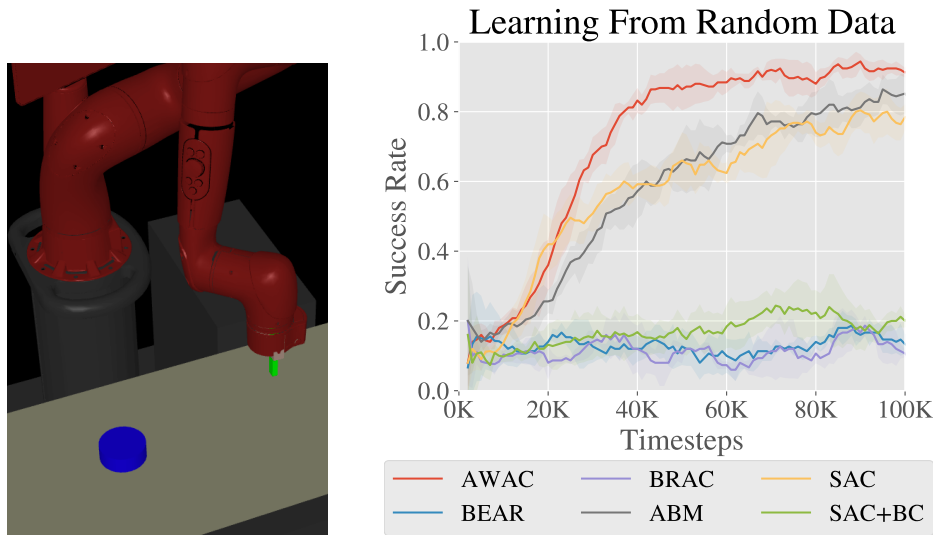 Learning From Random Data
1.0
0.8
0.6
0.4
0.2
0.0
Success Rate
0K 20K 40K 60K 80K 100K
Timesteps
AWAC BRAC SAC
BEAR ABM SAC+BC